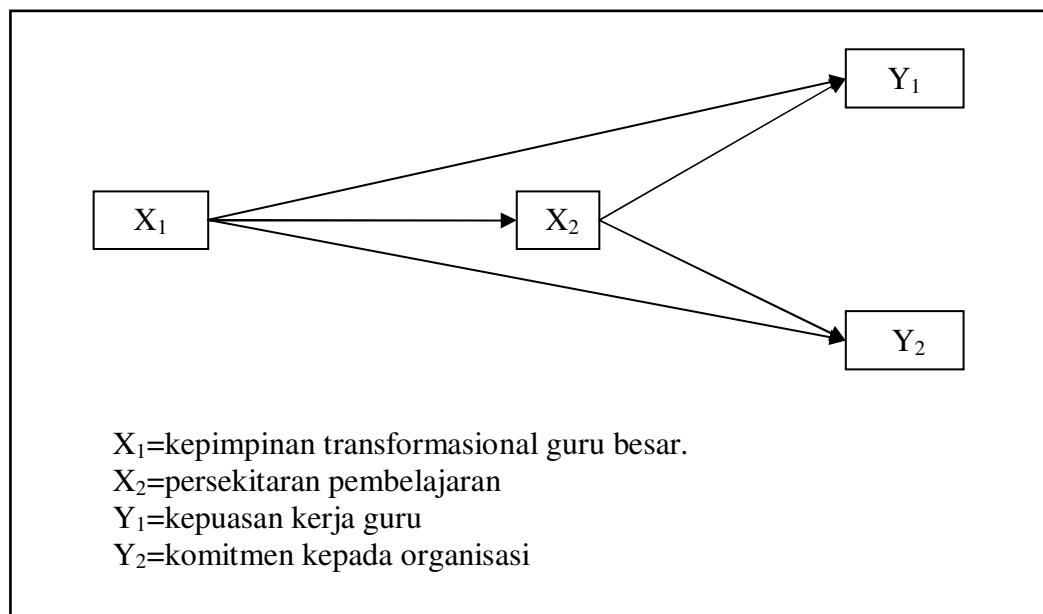 Y₁
X₁
X₂
Y₂
X₁=kepimpinan transformasional guru besar.
X₂=persekitaran pembelajaran
Y₁=kepuasan kerja guru
Y₂=komitmen kepada organisasi